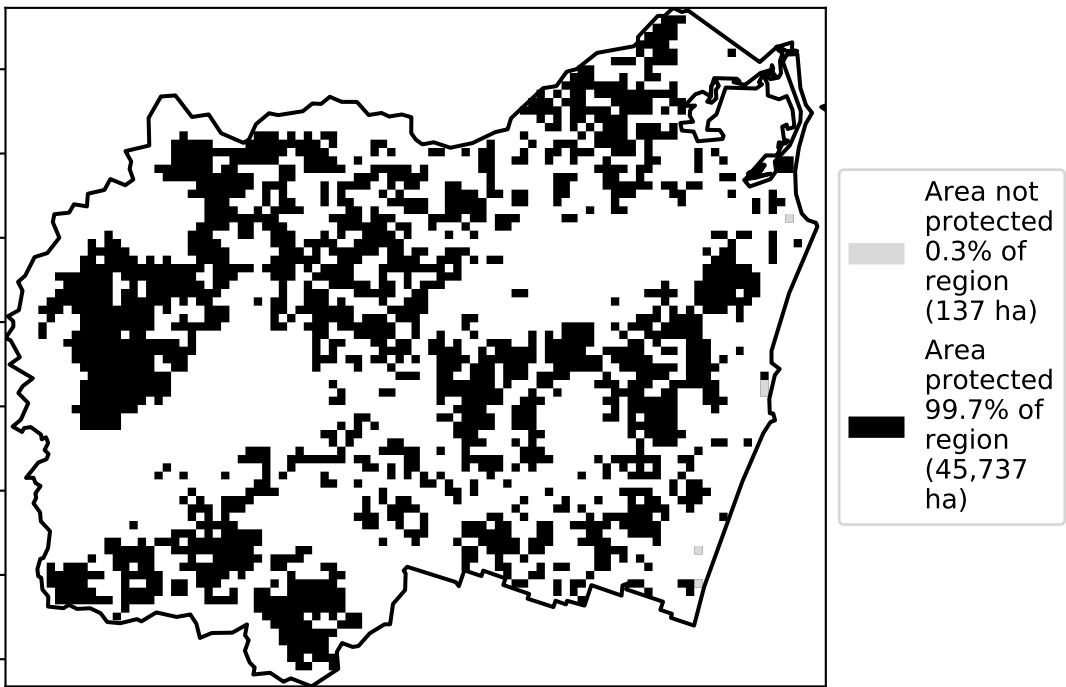 Area not
protected
0.3% of
region
(137 ha)
Area
protected
99.7% of
region
(45,737
ha)